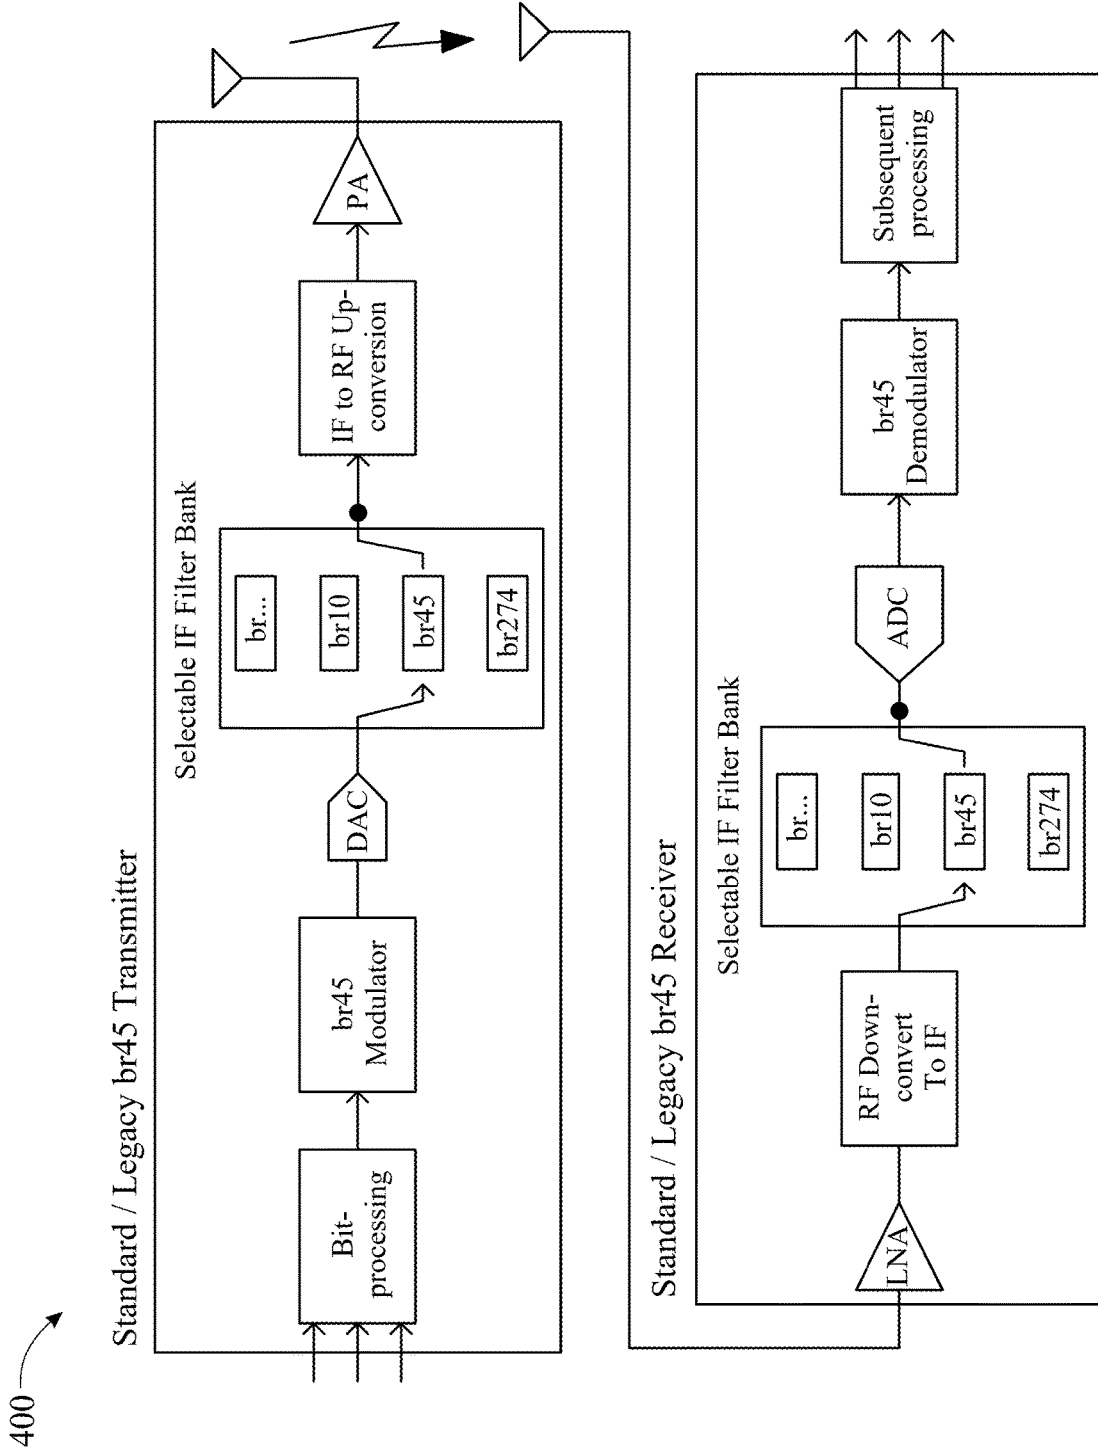 400
Standard / Legacy br45 Transmitter
Bit-
processing
br45
Modulator
DAC
Selectable IF Filter Bank
br...
br10
br45
br274
IF to RF Up-
conversion
PA
Standard / Legacy br45 Receiver
LNA
RF Down-
convert
To IF
Selectable IF Filter Bank
br...
br10
br45
br274
ADC
br45
Demodulator
Subsequent
processing